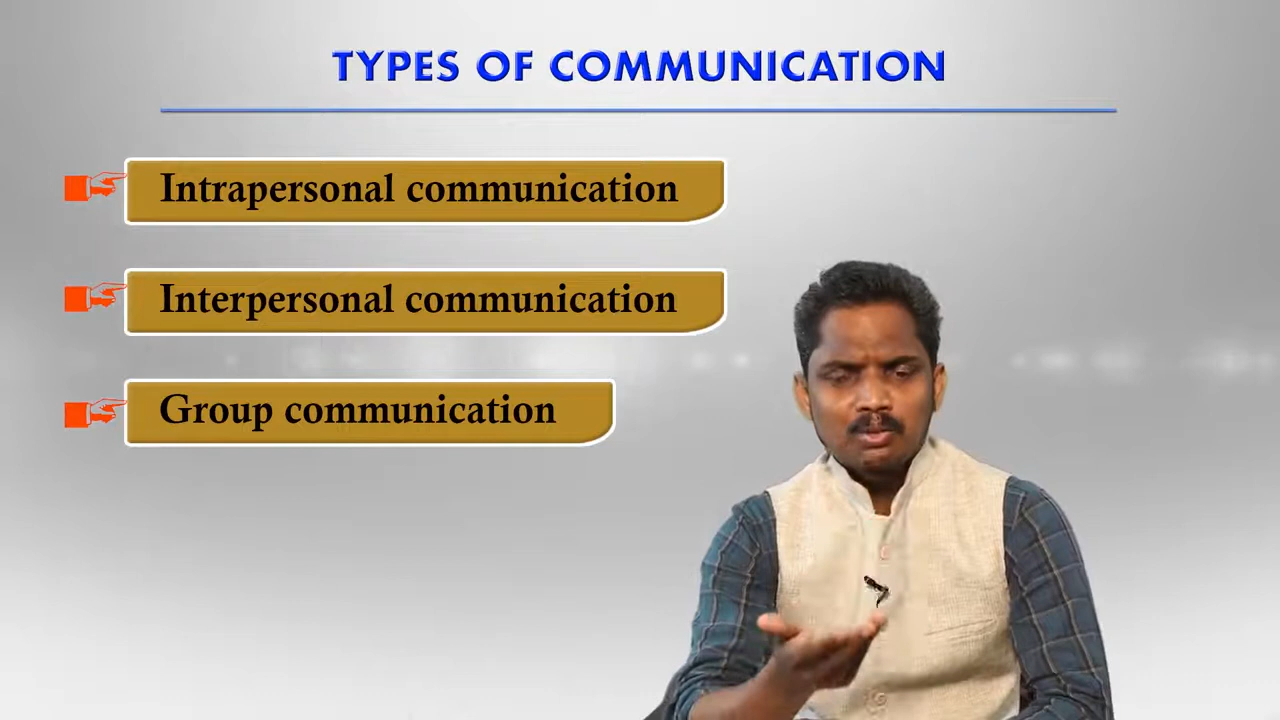 TYPES OF COMMUNICATION
Intrapersonal communication
Interpersonal communication
Group communication